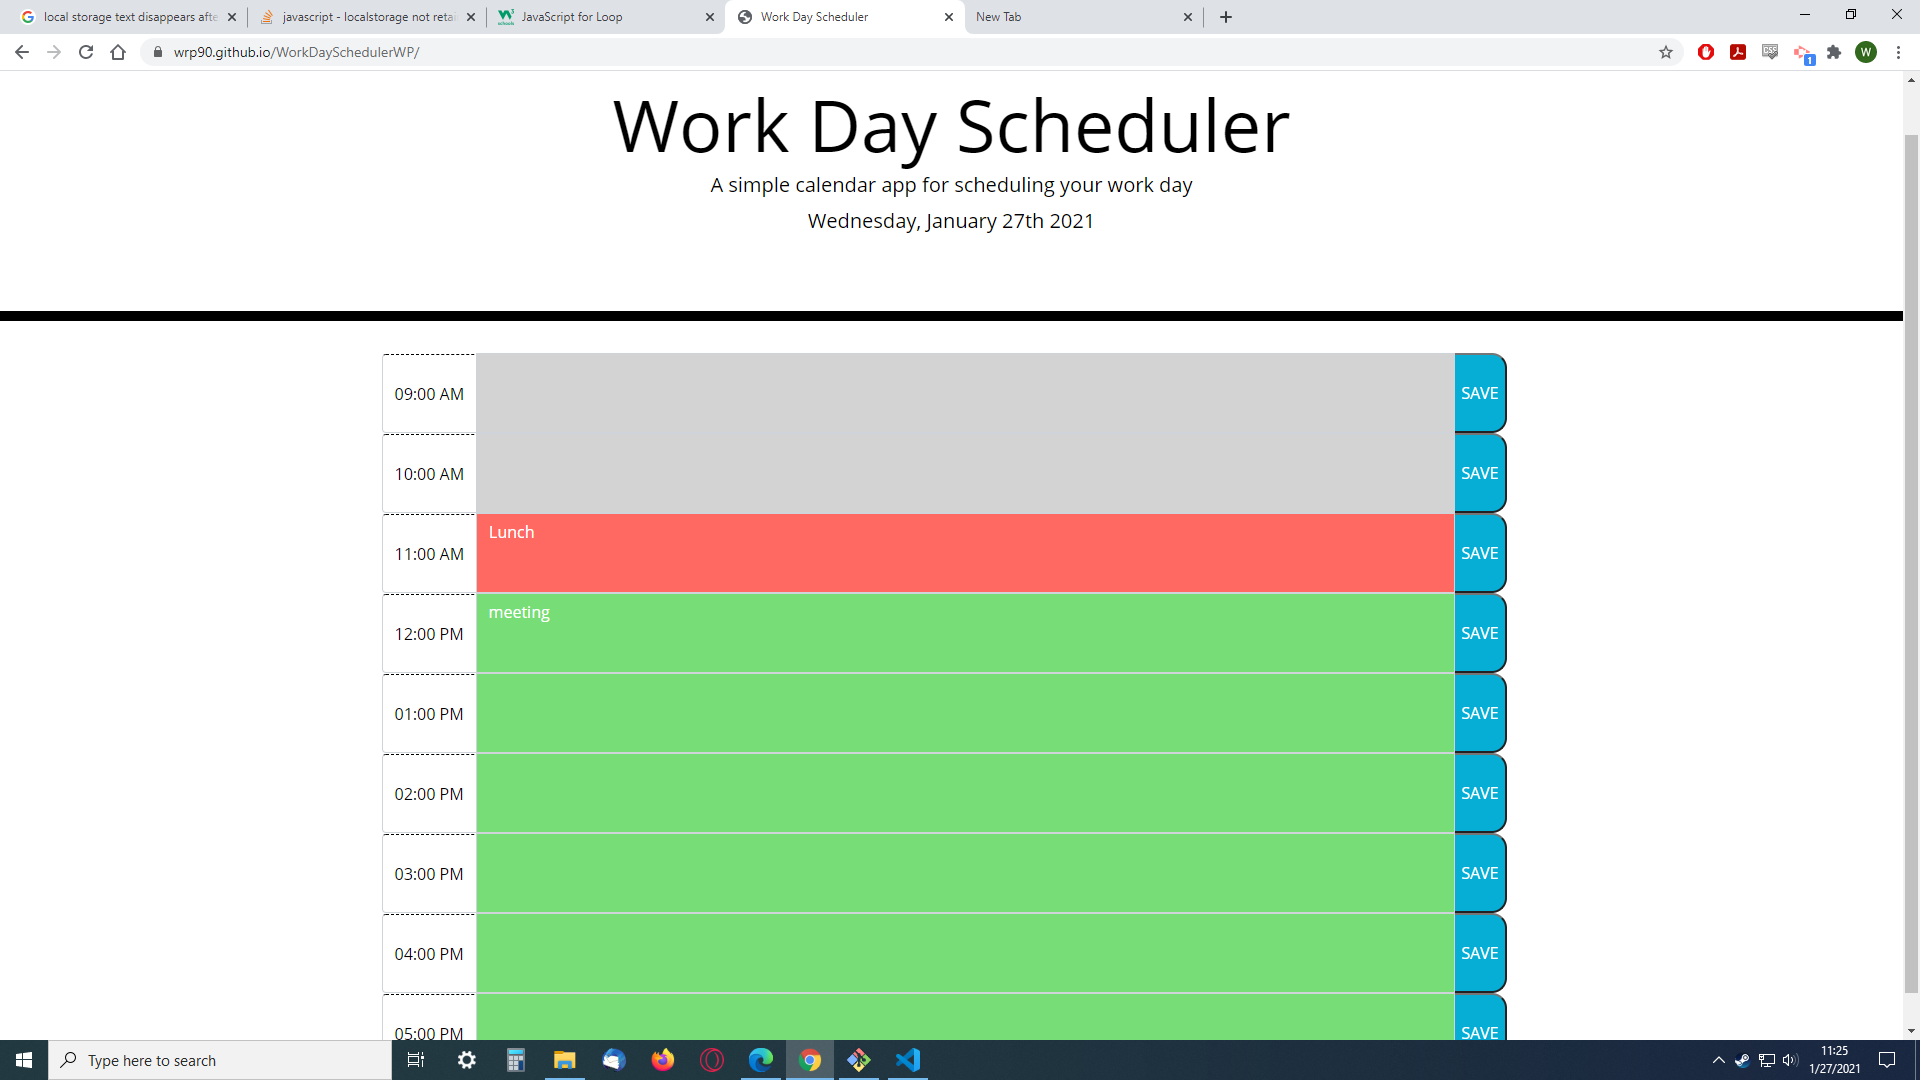 local storage text disappears afte
javascript - localstorage not retai
JavaScript for Loop
Work Day Scheduler
New Tab
wrp90.github.io/WorkDaySchedulerWP/
W
1
Work Day Scheduler
A simple calendar app for scheduling your work day
Wednesday, January 27th 2021
09:00 AM SAVE
10:00 AM SAVE
11:00 AM Lunch SAVE
12:00 PM meeting SAVE
01:00 PM SAVE
02:00 PM SAVE
03:00 PM SAVE
04:00 PM SAVE
05:00 PM SAVE
Type here to search
11:25
1/27/2021